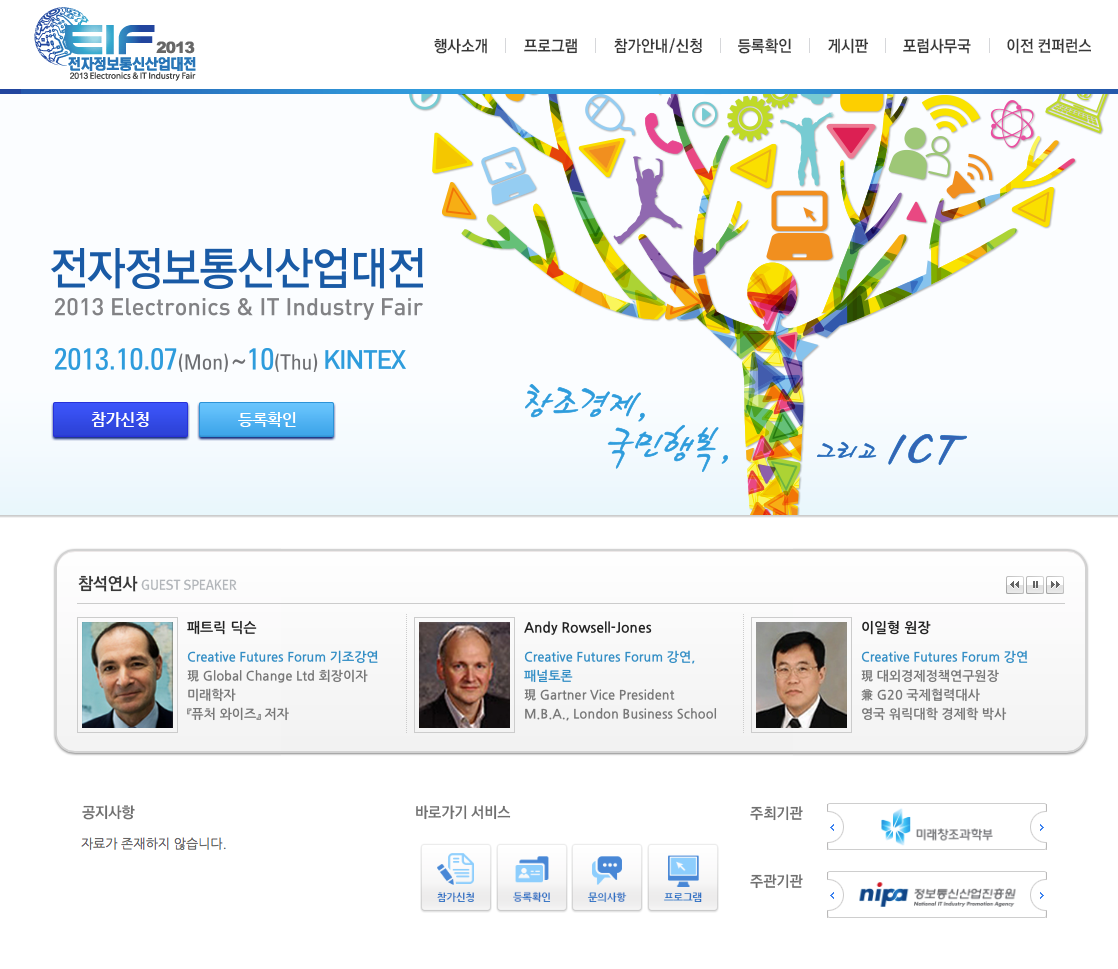 EIF 2013
전자정보통신산업대전
2013 Electronics & IT Industry Fair
행사소개
프로그램
참가안내/신청
등록확인
게시판
포럼사무국
이전 컨퍼런스
전자정보통신산업대전
2013 Electronics & IT Industry Fair
2013.10.07(Mon)~10(Thu) KINTEX
참가신청
등록확인
창조경제,
국민행복,
그리고 ICT
참석연사 GUEST SPEAKER
패트릭 딕슨
Creative Futures Forum 기조강연
現 Global Change Ltd 회장이자
미래학자
『퓨처 와이즈』 저자
Andy Rowsell-Jones
Creative Futures Forum 강연,
패널토론
現 Gartner Vice President
M.B.A., London Business School
이일형 원장
Creative Futures Forum 강연
現 대외경제정책연구원장
兼 G20 국제협력대사
영국 워릭대학 경제학 박사
공지사항
자료가 존재하지 않습니다.
바로가기 서비스
참가신청
등록확인
문의사항
프로그램
주최기관
미래창조과학부
주관기관
nipa 정보통신산업진흥원
National IT Industry Promotion Agency